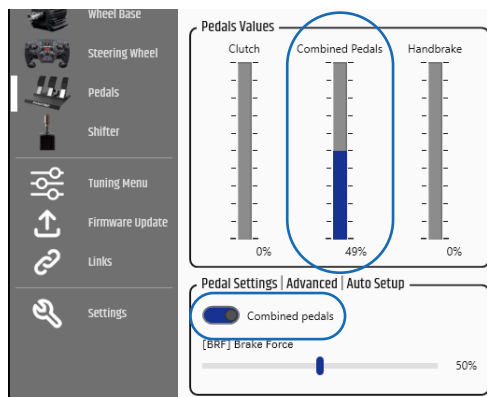 Wheel Base
Steering Wheel
Pedals
Shifter
Tuning Menu
Firmware Update
Links
Settings
Pedals Values
Clutch
Combined Pedals
Handbrake
0%
49%
0%
Pedal Settings | Advanced | Auto Setup
Combined pedals
[BRF] Brake Force
50%